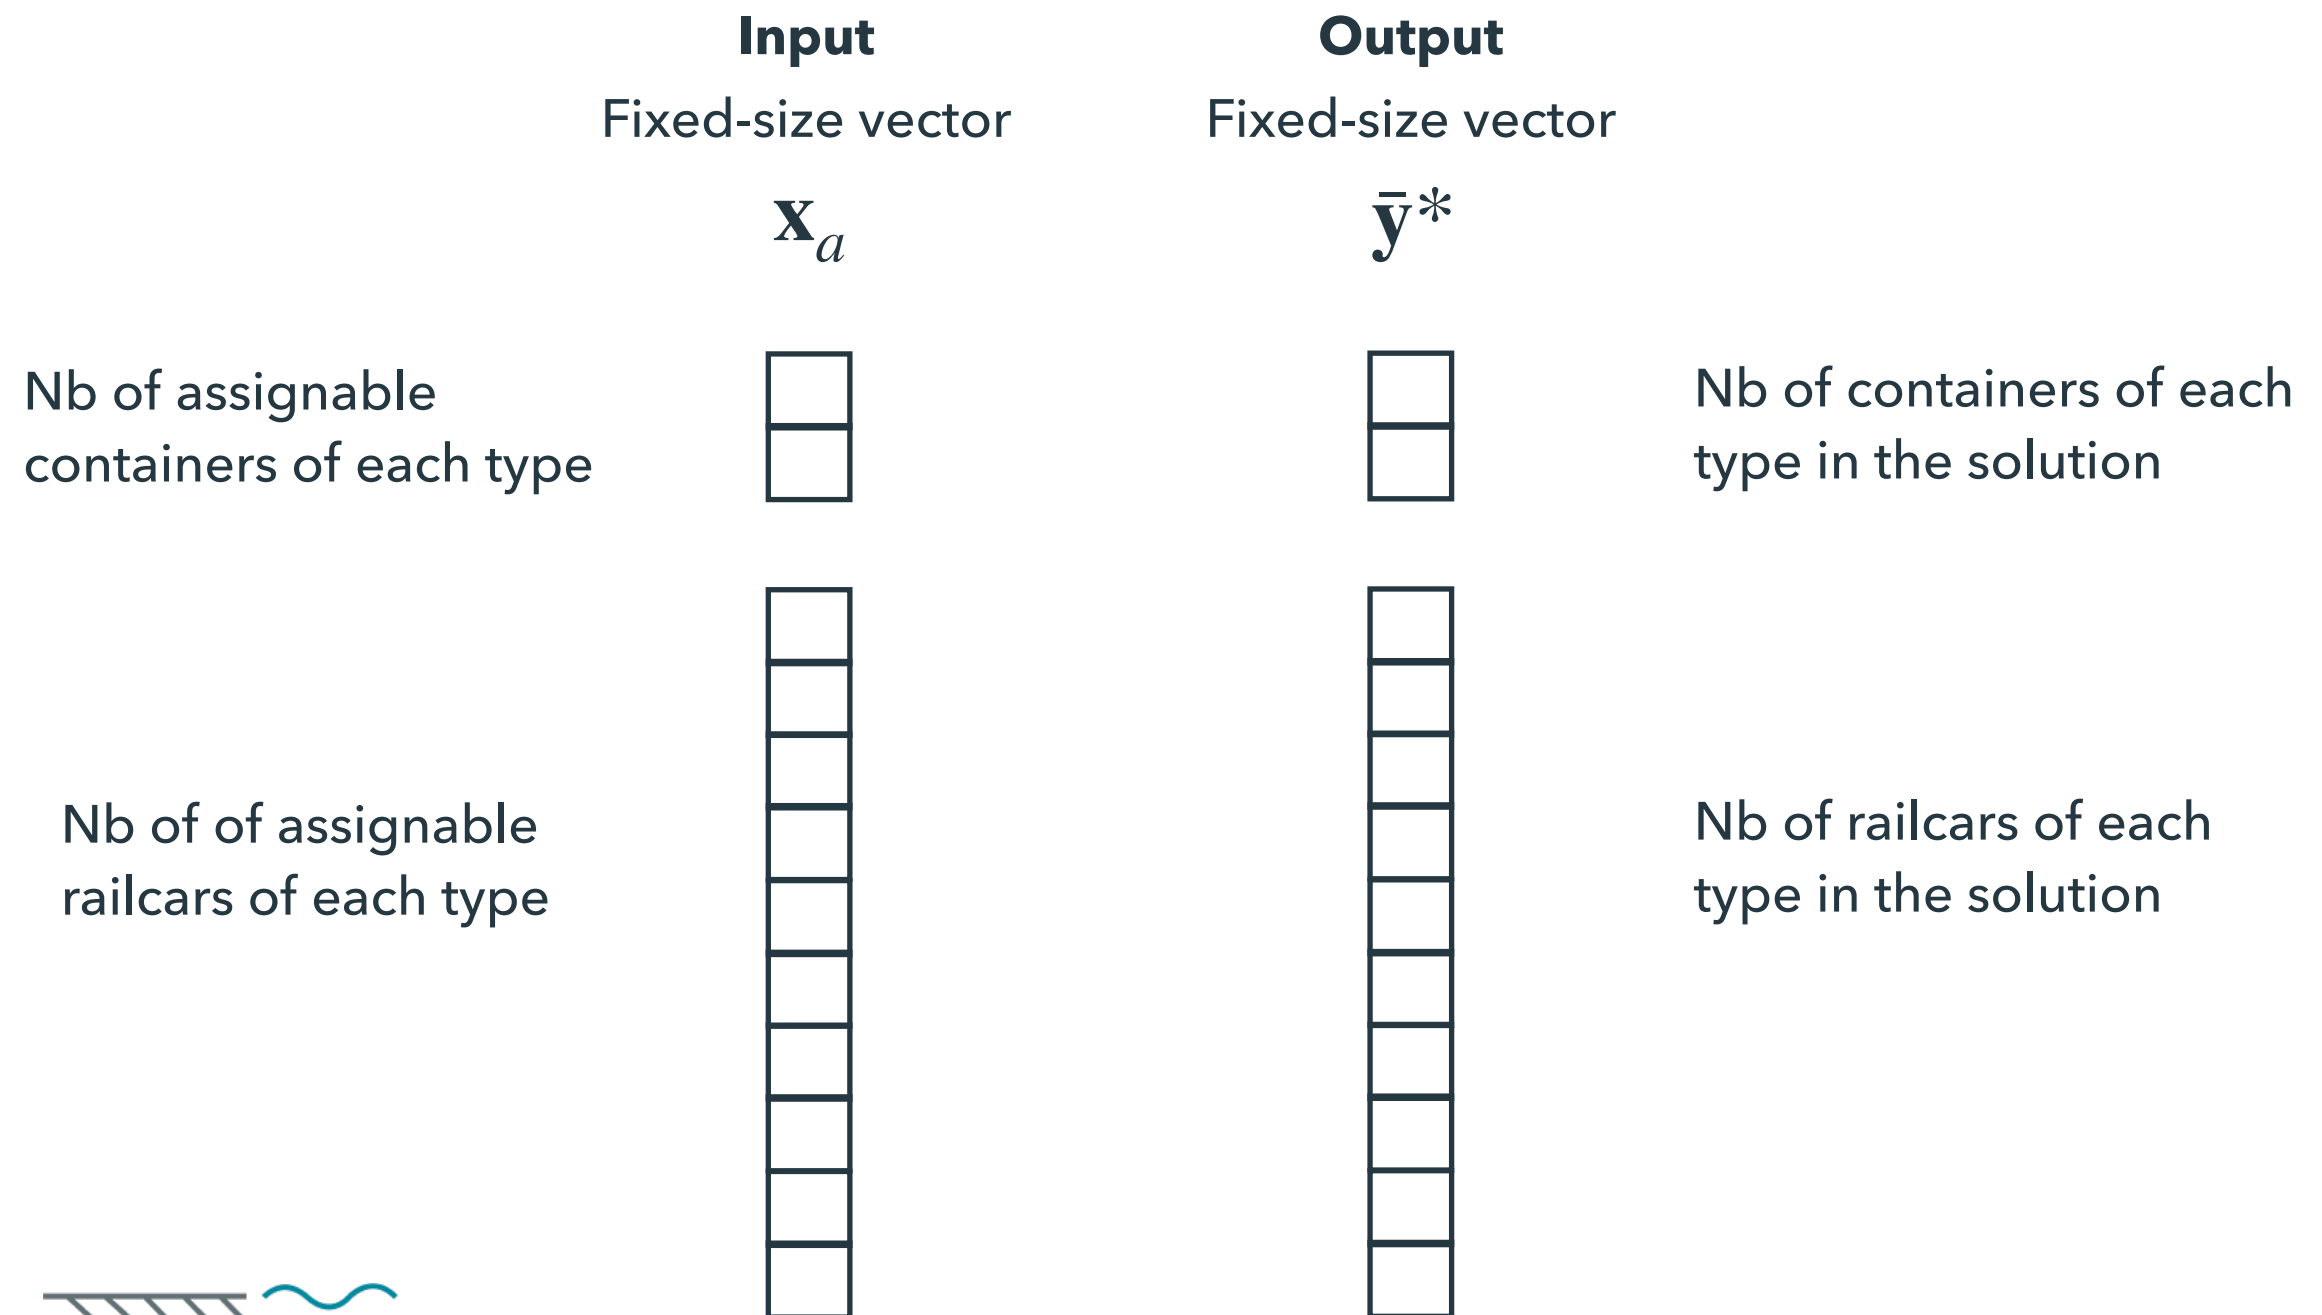 Input
Fixed-size vector
𝐱ₐ
Output
Fixed-size vector
ȳ*
Nb of assignable
containers of each type
Nb of containers of each
type in the solution
Nb of of assignable
railcars of each type
Nb of railcars of each
type in the solution